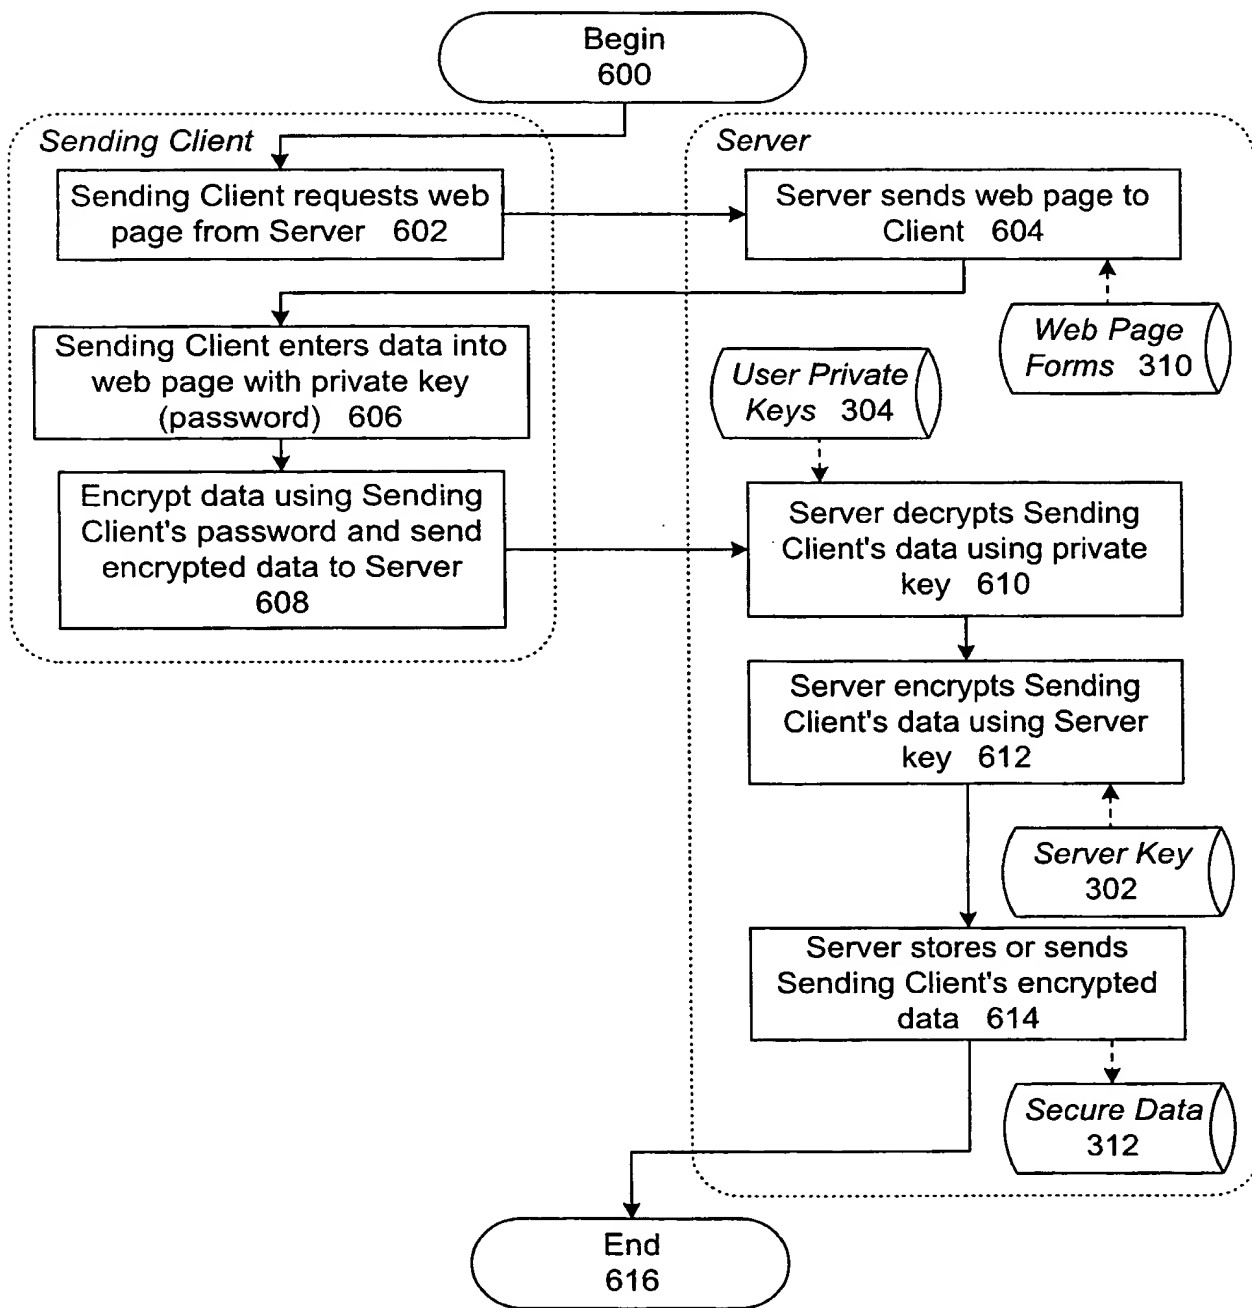 Begin
600
Sending Client
Server
Sending Client requests web
page from Server 602
Server sends web page to
Client 604
Web Page
Forms 310
Sending Client enters data into
web page with private key
(password) 606
User Private
Keys 304
Encrypt data using Sending
Client's password and send
encrypted data to Server
608
Server decrypts Sending
Client's data using private
key 610
Server encrypts Sending
Client's data using Server
key 612
Server Key
302
Server stores or sends
Sending Client's encrypted
data 614
Secure Data
312
End
616